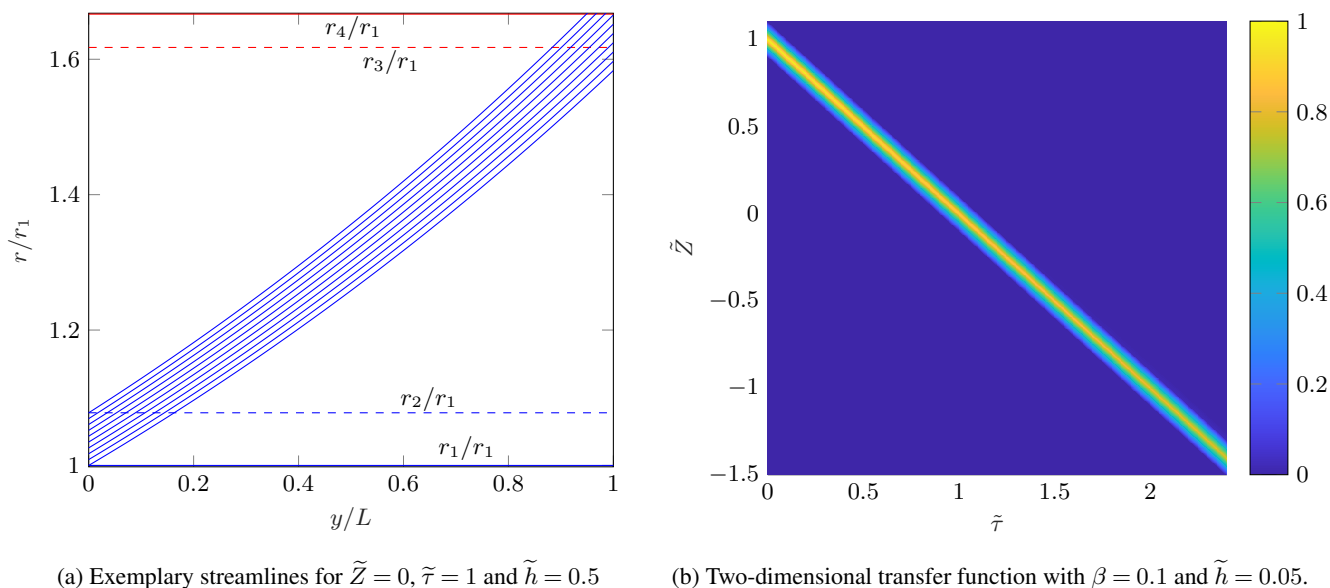 r/r₁
1.6
1.4
1.2
1
r₄/r₁
r₃/r₁
r₂/r₁
r₁/r₁
0 0.2 0.4 0.6 0.8 1
y/L
(a) Exemplary streamlines for Z̃ = 0, τ̃ = 1 and h̃ = 0.5
Z̃
1
0.5
0
−0.5
−1
−1.5
0 0.5 1 1.5 2
τ̃
1
0.8
0.6
0.4
0.2
0
(b) Two-dimensional transfer function with β = 0.1 and h̃ = 0.05.